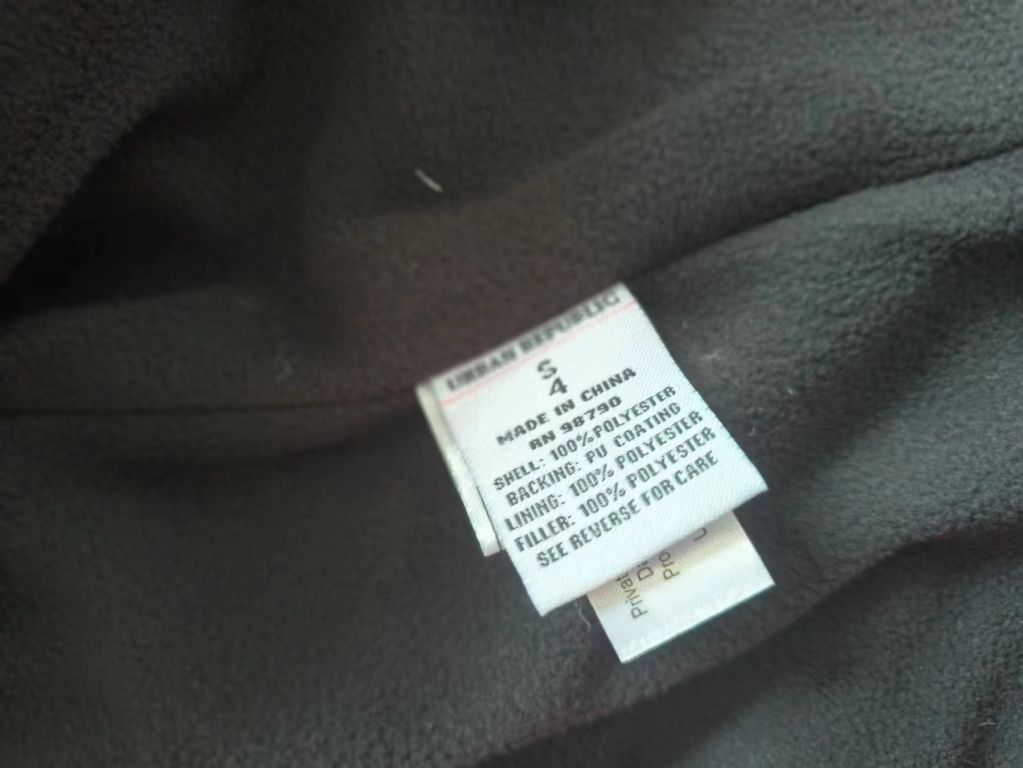 URBAN REPUBLIC
S
4
MADE IN CHINA
RN 98790
SHELL: 100% POLYESTER
BACKING: PU COATING
LINING: 100% POLYESTER
FILLER: 100% POLYESTER
SEE REVERSE FOR CARE